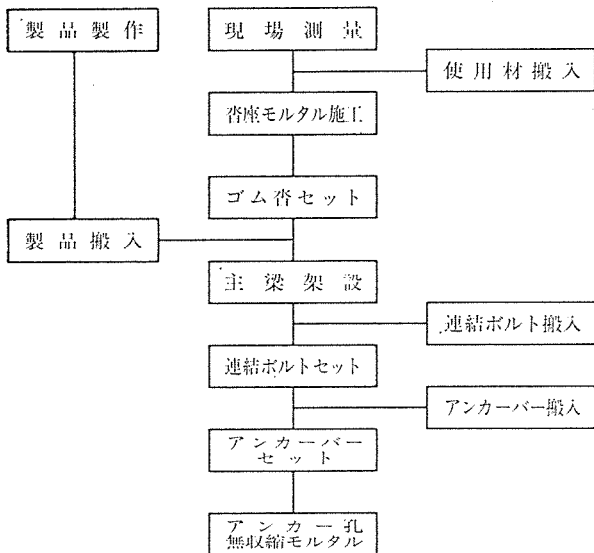 製品製作
現場測量
使用材搬入
沓座モルタル施工
ゴム沓セット
製品搬入
主梁架設
連結ボルト搬入
連結ボルトセット
アンカーバー搬入
アンカーバー
セット
アンカー孔
無収縮モルタル